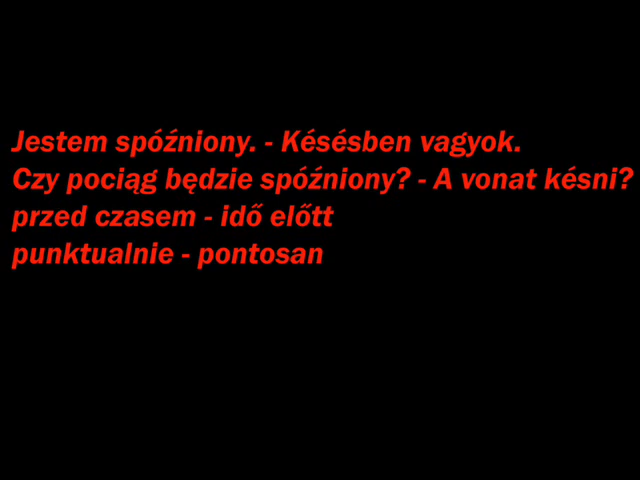 Jestem spóźniony. - Késésben vagyok.
Czy pociąg będzie spóźniony? - A vonat késni?
przed czasem - idő előtt
punktualnie - pontosan